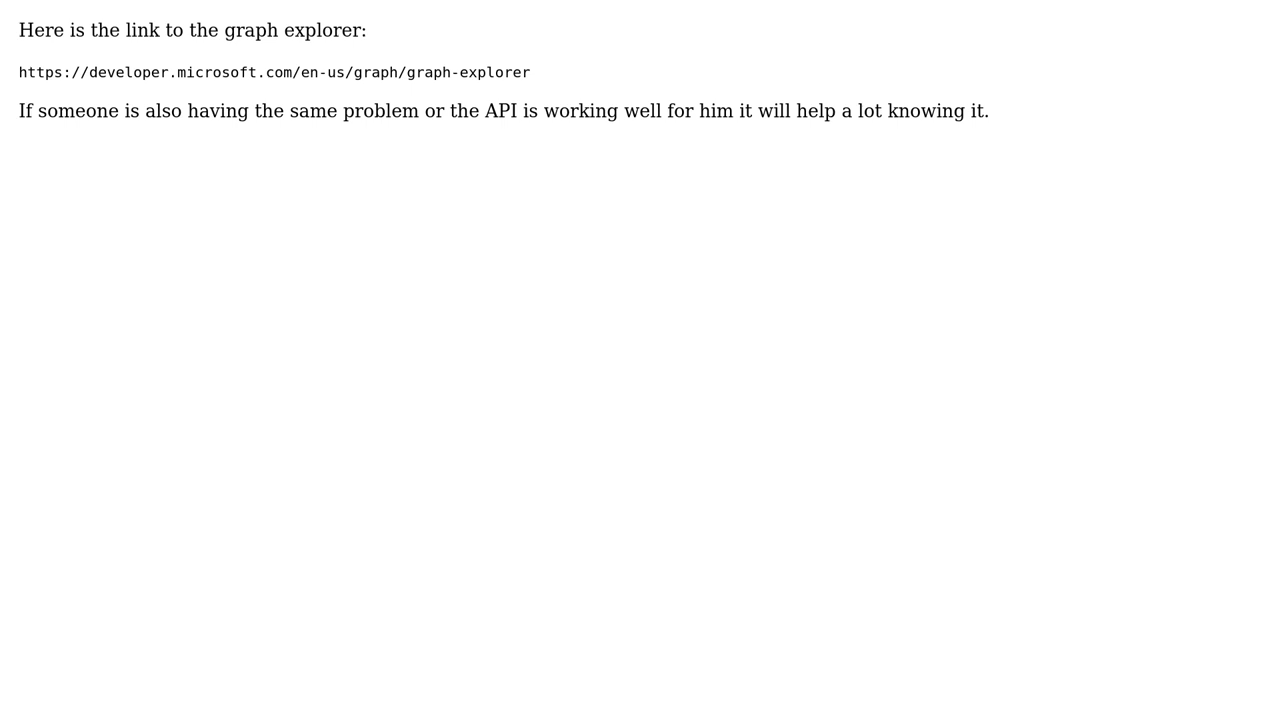 Here is the link to the graph explorer:
https://developer.microsoft.com/en-us/graph/graph-explorer
If someone is also having the same problem or the API is working well for him it will help a lot knowing it.